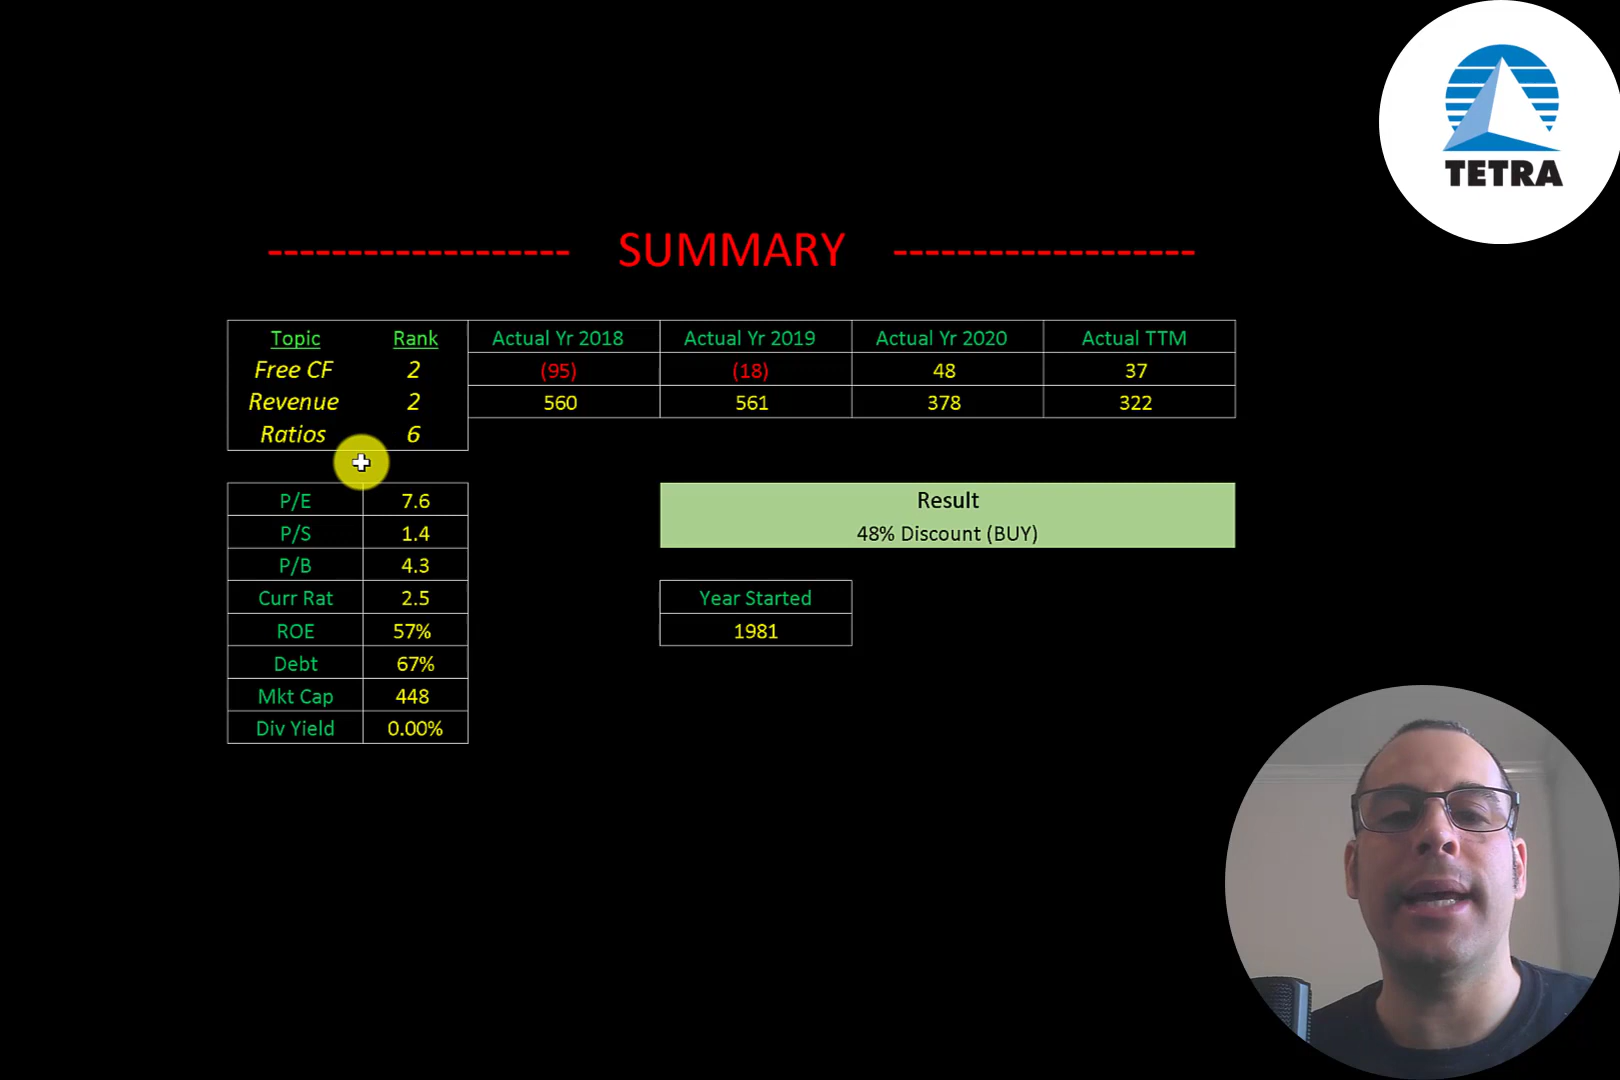 TETRA
------------------- SUMMARY -------------------
Topic Rank Actual Yr 2018 Actual Yr 2019 Actual Yr 2020 Actual TTM
Free CF 2 (95) (18) 48 37
Revenue 2 560 561 378 322
Ratios 6
P/E 7.6 Result
P/S 1.4 48% Discount (BUY)
P/B 4.3
Curr Rat 2.5 Year Started
ROE 57% 1981
Debt 67%
Mkt Cap 448
Div Yield 0.00%